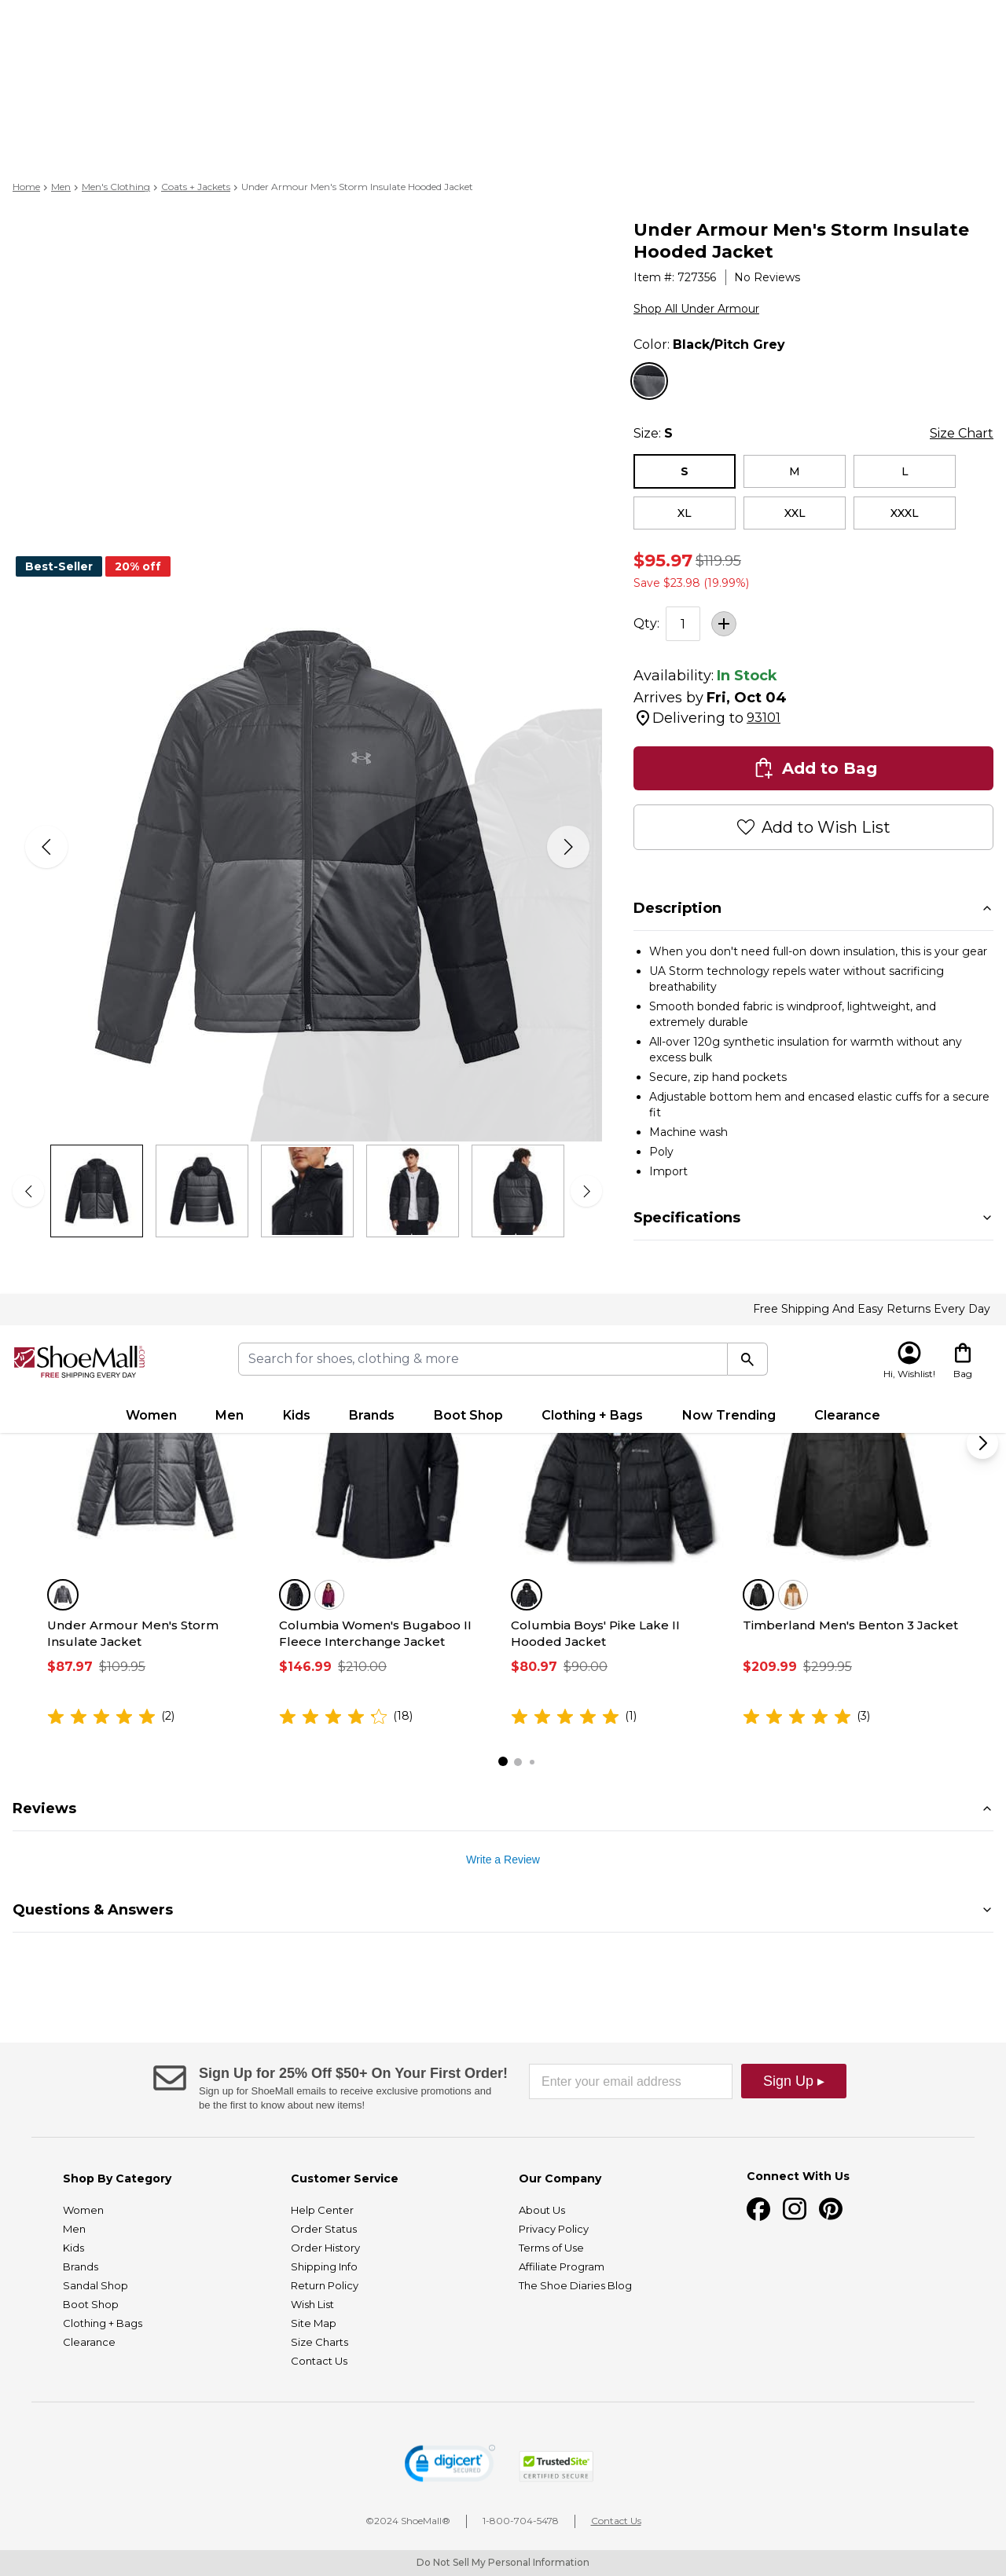 Home > Men > Men's Clothing > Coats + Jackets > Under Armour Men's Storm Insulate Hooded Jacket
Under Armour Men's Storm Insulate
Hooded Jacket
Item #: 727356 | No Reviews
Shop All Under Armour
Color: Black/Pitch Grey
Size: S
Size Chart
S
M
L
XL
XXL
XXXL
Best-Seller
20% off
$95.97 $119.95
Save $23.98 (19.99%)
Qty: 1
Availability: In Stock
Arrives by Fri, Oct 04
Delivering to 93101
Add to Bag
Add to Wish List
Description
• When you don't need full-on down insulation, this is your gear
• UA Storm technology repels water without sacrificing
breathability
• Smooth bonded fabric is windproof, lightweight, and
extremely durable
• All-over 120g synthetic insulation for warmth without any
excess bulk
• Secure, zip hand pockets
• Adjustable bottom hem and encased elastic cuffs for a secure
fit
• Machine wash
• Poly
• Import
Specifications
Free Shipping And Easy Returns Every Day
ShoeMall.com
FREE SHIPPING EVERY DAY
Search for shoes, clothing & more
Hi, Wishlist!
Bag
Women
Men
Kids
Brands
Boot Shop
Clothing + Bags
Now Trending
Clearance
Under Armour Men's Storm
Insulate Jacket
$87.97 $109.95
(2)
Columbia Women's Bugaboo II
Fleece Interchange Jacket
$146.99 $210.00
(18)
Columbia Boys' Pike Lake II
Hooded Jacket
$80.97 $90.00
(1)
Timberland Men's Benton 3 Jacket
$209.99 $299.95
(3)
Reviews
Write a Review
Questions & Answers
Sign Up for 25% Off $50+ On Your First Order!
Sign up for ShoeMall emails to receive exclusive promotions and
be the first to know about new items!
Enter your email address
Sign Up ▸
Shop By Category
Women
Men
Kids
Brands
Sandal Shop
Boot Shop
Clothing + Bags
Clearance
Customer Service
Help Center
Order Status
Order History
Shipping Info
Return Policy
Wish List
Site Map
Size Charts
Contact Us
Our Company
About Us
Privacy Policy
Terms of Use
Affiliate Program
The Shoe Diaries Blog
Connect With Us
digicert
SECURED
TrustedSite
CERTIFIED SECURE
©2024 ShoeMall® | 1-800-704-5478 | Contact Us
Do Not Sell My Personal Information